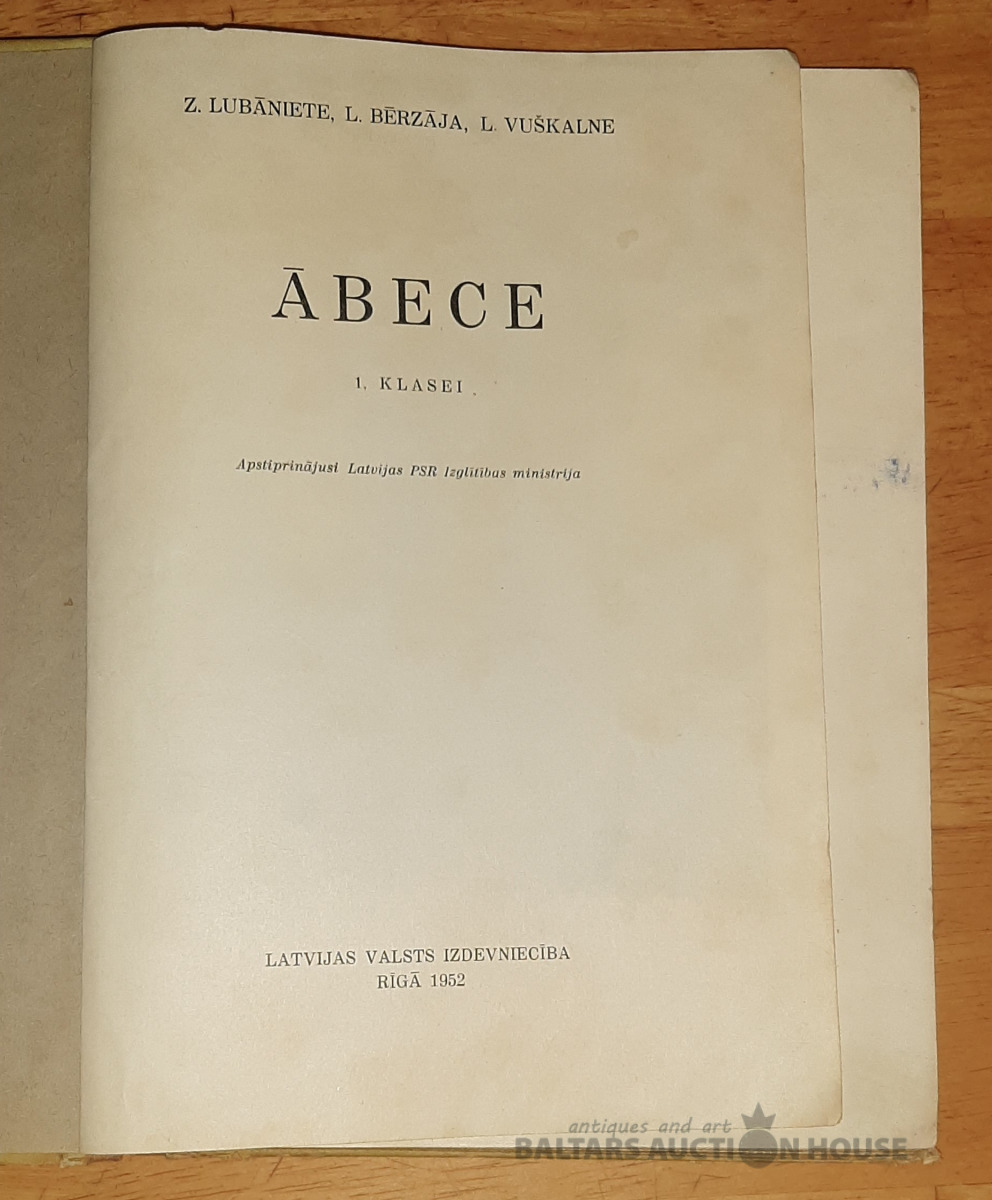 Z. LUBĀNIETE, L. BĒRZĀJA, L. VUŠKALNE
ĀBECE
1. KLASEI
Apstiprinājusi Latvijas PSR Izglītības ministrija
LATVIJAS VALSTS IZDEVNIECĪBA
RĪGĀ 1952
antiques and art
BALTARS AUCTION HOUSE